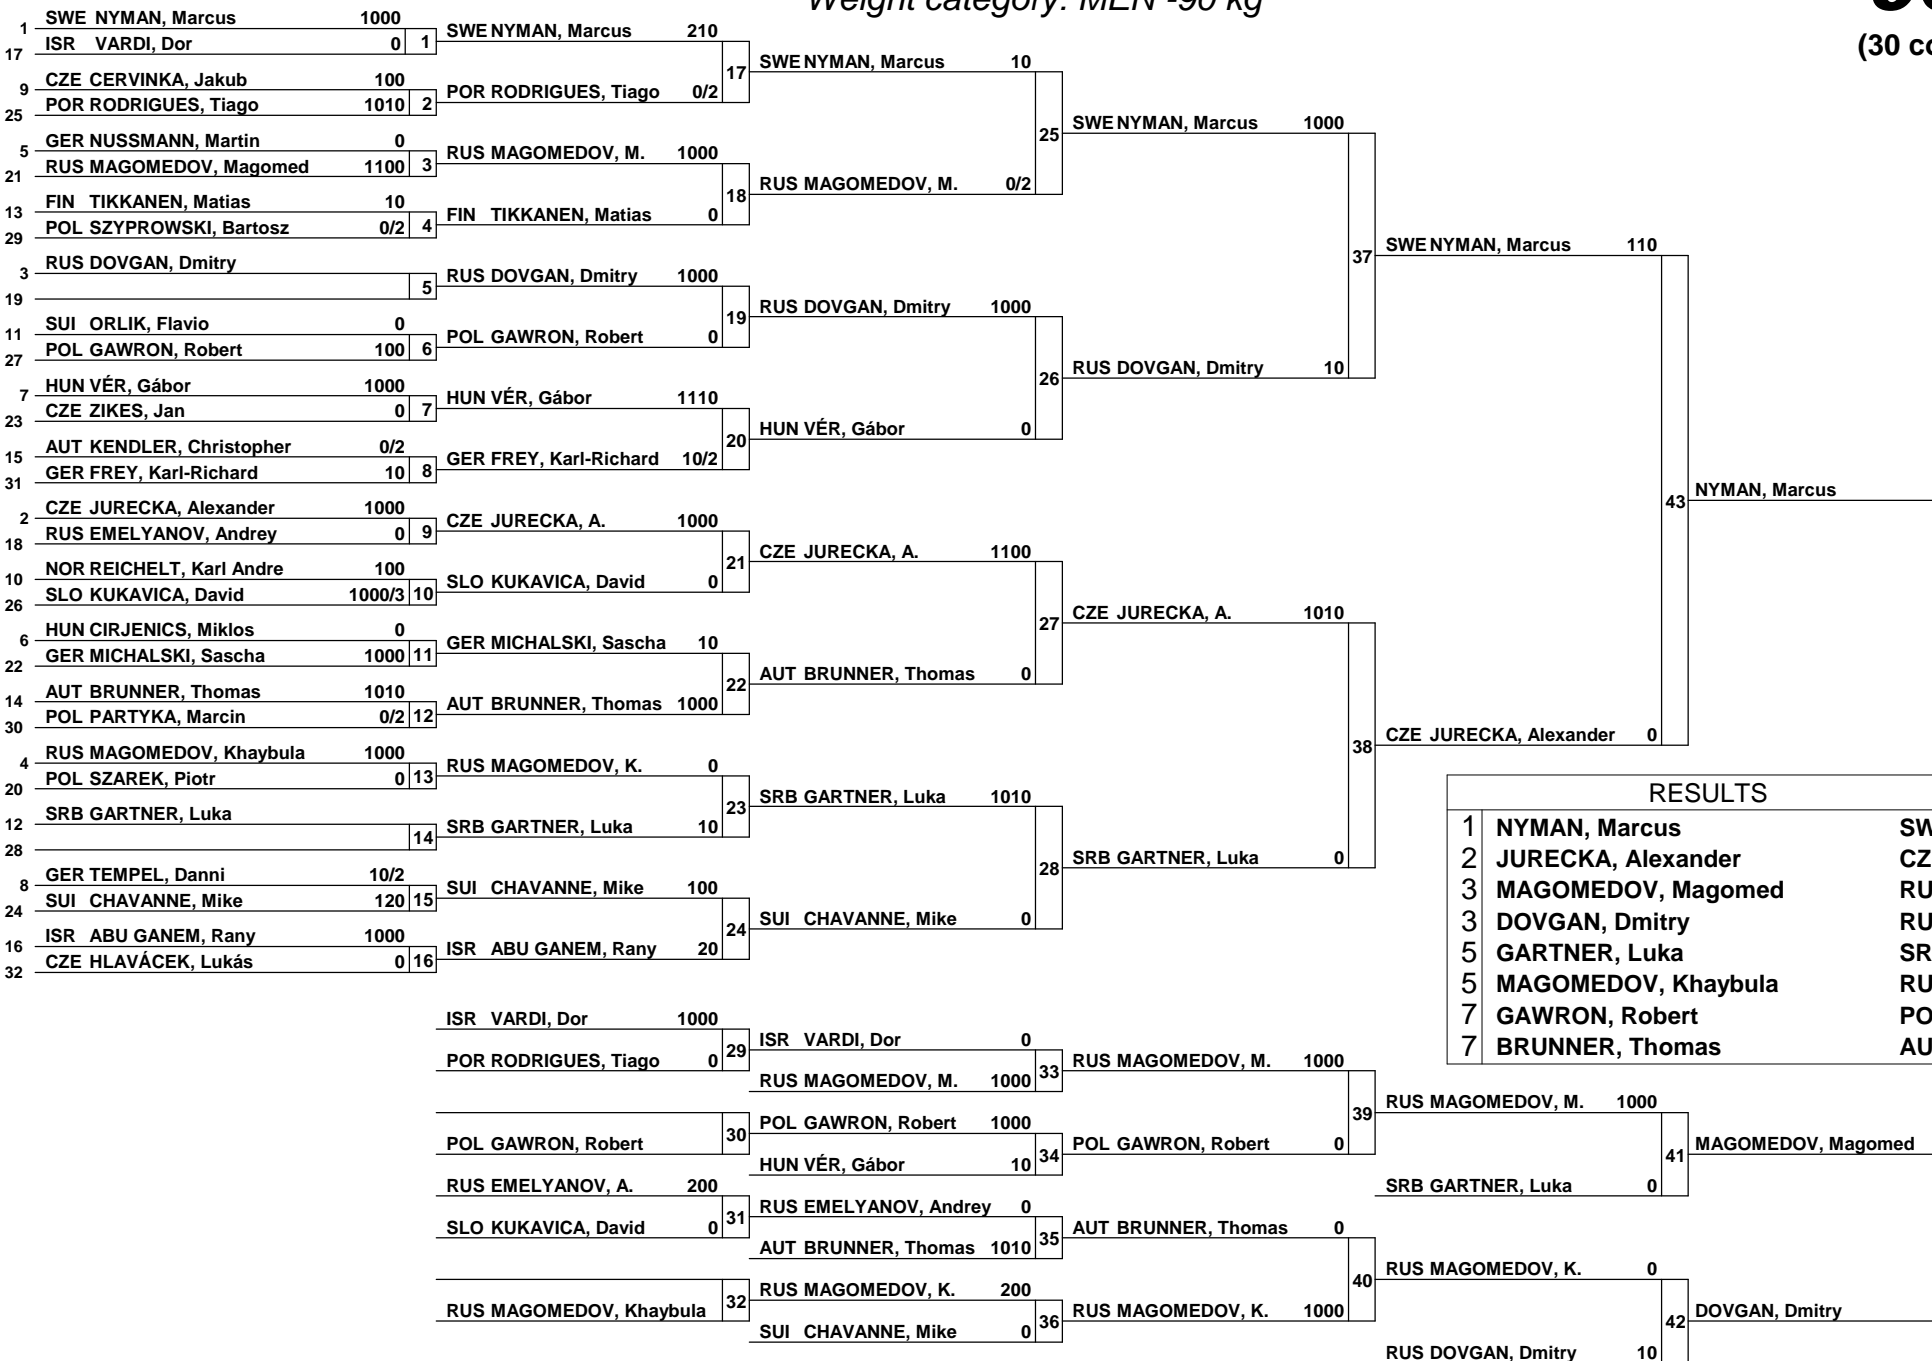 Weight category: MEN -90 kg
(30 co
1 SWE NYMAN, Marcus 1000
17 ISR VARDI, Dor 0 1
9 CZE CERVINKA, Jakub 100
25 POR RODRIGUES, Tiago 1010 2
5 GER NUSSMANN, Martin 0
21 RUS MAGOMEDOV, Magomed 1100 3
13 FIN TIKKANEN, Matias 10
29 POL SZYPROWSKI, Bartosz 0/2 4
3 RUS DOVGAN, Dmitry
19 5
11 SUI ORLIK, Flavio 0
27 POL GAWRON, Robert 100 6
7 HUN VÉR, Gábor 1000
23 CZE ZIKES, Jan 0 7
15 AUT KENDLER, Christopher 0/2
31 GER FREY, Karl-Richard 10 8
2 CZE JURECKA, Alexander 1000
18 RUS EMELYANOV, Andrey 0 9
10 NOR REICHELT, Karl Andre 100
26 SLO KUKAVICA, David 1000/3 10
6 HUN CIRJENICS, Miklos 0
22 GER MICHALSKI, Sascha 1000 11
14 AUT BRUNNER, Thomas 1010
30 POL PARTYKA, Marcin 0/2 12
4 RUS MAGOMEDOV, Khaybula 1000
20 POL SZAREK, Piotr 0 13
12 SRB GARTNER, Luka
28 14
8 GER TEMPEL, Danni 10/2
24 SUI CHAVANNE, Mike 120 15
16 ISR ABU GANEM, Rany 1000
32 CZE HLAVÁCEK, Lukás 0 16
SWE NYMAN, Marcus 210
17
POR RODRIGUES, Tiago 0/2
RUS MAGOMEDOV, M. 1000
18
FIN TIKKANEN, Matias 0
RUS DOVGAN, Dmitry 1000
19
POL GAWRON, Robert 0
HUN VÉR, Gábor 1110
20
GER FREY, Karl-Richard 10/2
CZE JURECKA, A. 1000
21
SLO KUKAVICA, David 0
GER MICHALSKI, Sascha 10
22
AUT BRUNNER, Thomas 1000
RUS MAGOMEDOV, K. 0
23
SRB GARTNER, Luka 10
SUI CHAVANNE, Mike 100
24
ISR ABU GANEM, Rany 20
SWE NYMAN, Marcus 10
25
RUS MAGOMEDOV, M. 0/2
RUS DOVGAN, Dmitry 1000
26
HUN VÉR, Gábor 0
CZE JURECKA, A. 1100
27
AUT BRUNNER, Thomas 0
SRB GARTNER, Luka 1010
28
SUI CHAVANNE, Mike 0
SWE NYMAN, Marcus 1000
37
RUS DOVGAN, Dmitry 10
CZE JURECKA, A. 1010
38
SRB GARTNER, Luka 0
SWE NYMAN, Marcus 110
43
CZE JURECKA, Alexander 0
NYMAN, Marcus
RESULTS
1 NYMAN, Marcus SW
2 JURECKA, Alexander CZ
3 MAGOMEDOV, Magomed RU
3 DOVGAN, Dmitry RU
5 GARTNER, Luka SR
5 MAGOMEDOV, Khaybula RU
7 GAWRON, Robert PO
7 BRUNNER, Thomas AU
ISR VARDI, Dor 1000
29
POR RODRIGUES, Tiago 0
30
POL GAWRON, Robert
RUS EMELYANOV, A. 200
31
SLO KUKAVICA, David 0
32
RUS MAGOMEDOV, Khaybula
ISR VARDI, Dor 0
33
RUS MAGOMEDOV, M. 1000
POL GAWRON, Robert 1000
34
HUN VÉR, Gábor 10
RUS EMELYANOV, Andrey 0
35
AUT BRUNNER, Thomas 1010
RUS MAGOMEDOV, K. 200
36
SUI CHAVANNE, Mike 0
RUS MAGOMEDOV, M. 1000
39
POL GAWRON, Robert 0
AUT BRUNNER, Thomas 0
40
RUS MAGOMEDOV, K. 1000
RUS MAGOMEDOV, M. 1000
41
SRB GARTNER, Luka 0
RUS MAGOMEDOV, K. 0
42
RUS DOVGAN, Dmitry 10
MAGOMEDOV, Magomed
DOVGAN, Dmitry